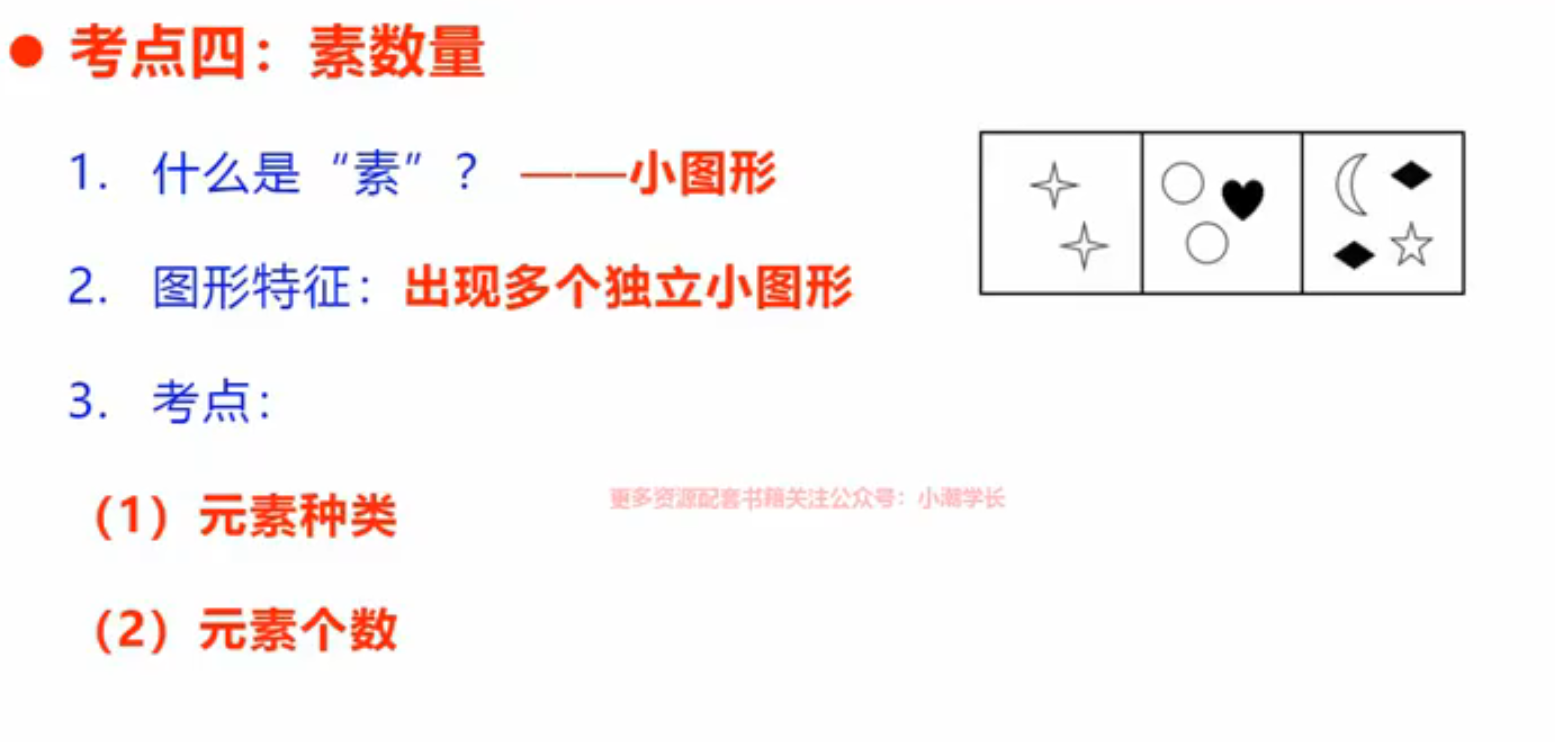 ● 考点四：素数量
1. 什么是“素”？ ——小图形
2. 图形特征：出现多个独立小图形
3. 考点：
（1）元素种类
更多资源配套书籍关注公众号：小潮学长
（2）元素个数